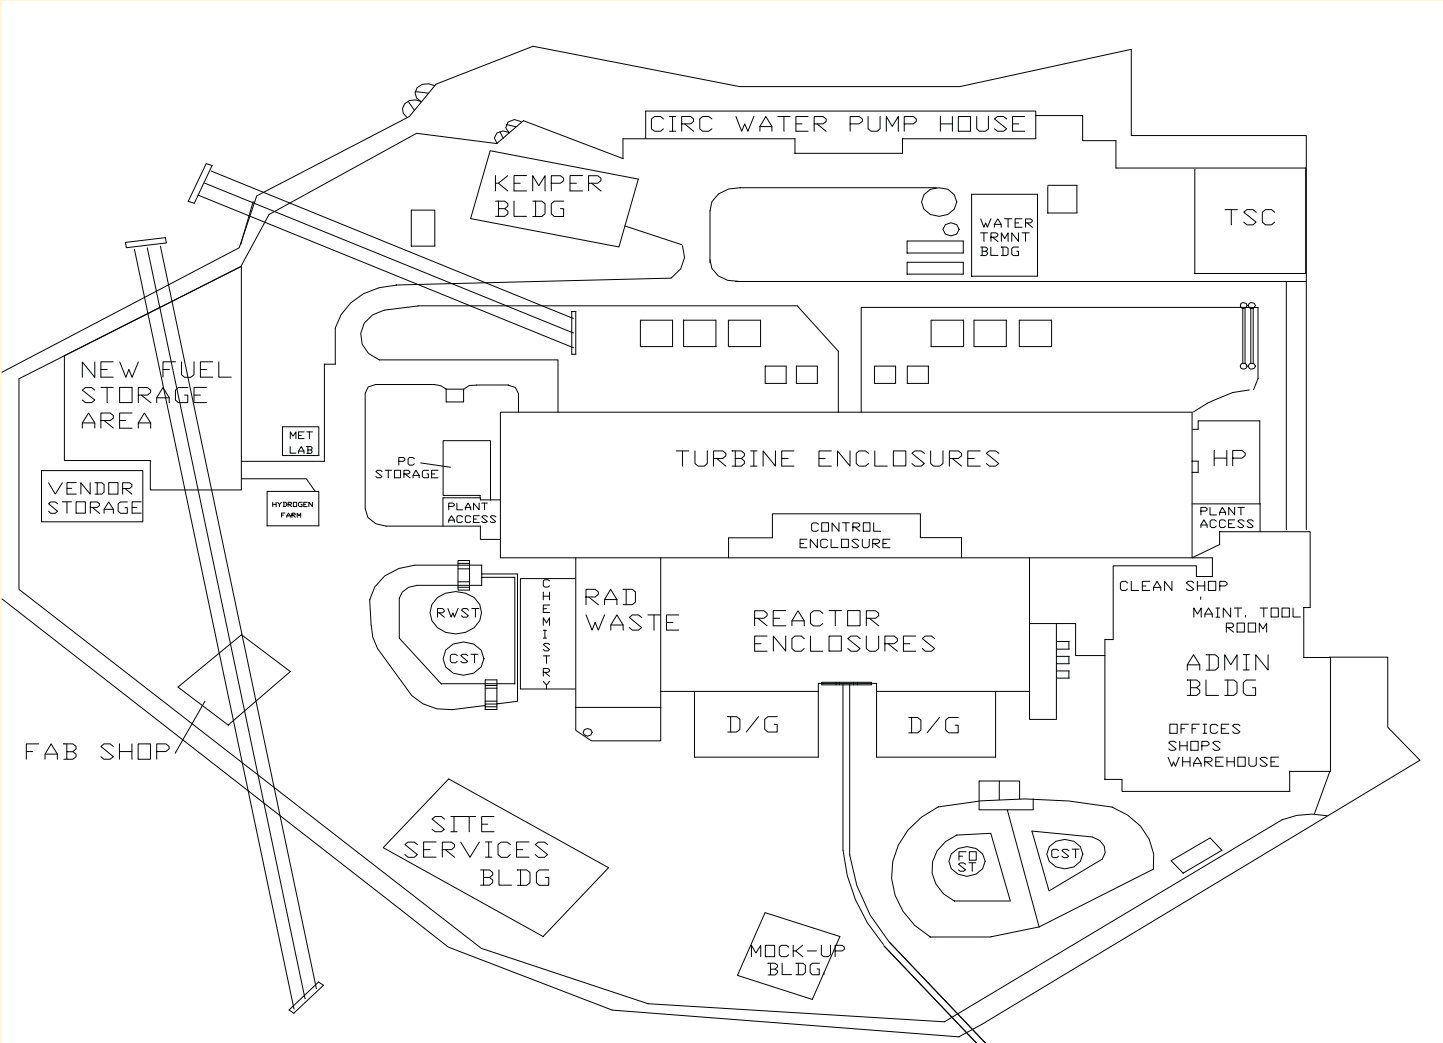 CIRC WATER PUMP HOUSE
KEMPER
BLDG
WATER
TRMNT
BLDG
TSC
NEW FUEL
STORAGE
AREA
MET
LAB
VENDOR
STORAGE
HYDROGEN
FARM
PC
STORAGE
PLANT
ACCESS
TURBINE ENCLOSURES
HP
PLANT
ACCESS
CONTROL
ENCLOSURE
CHEMISTRY
RWST
CST
RAD
WASTE
REACTOR
ENCLOSURES
CLEAN SHOP
MAINT. TOOL
ROOM
ADMIN
BLDG
OFFICES
SHOPS
WHAREHOUSE
D/G
D/G
FAB SHOP
SITE
SERVICES
BLDG
FO
ST
CST
MOCK-UP
BLDG